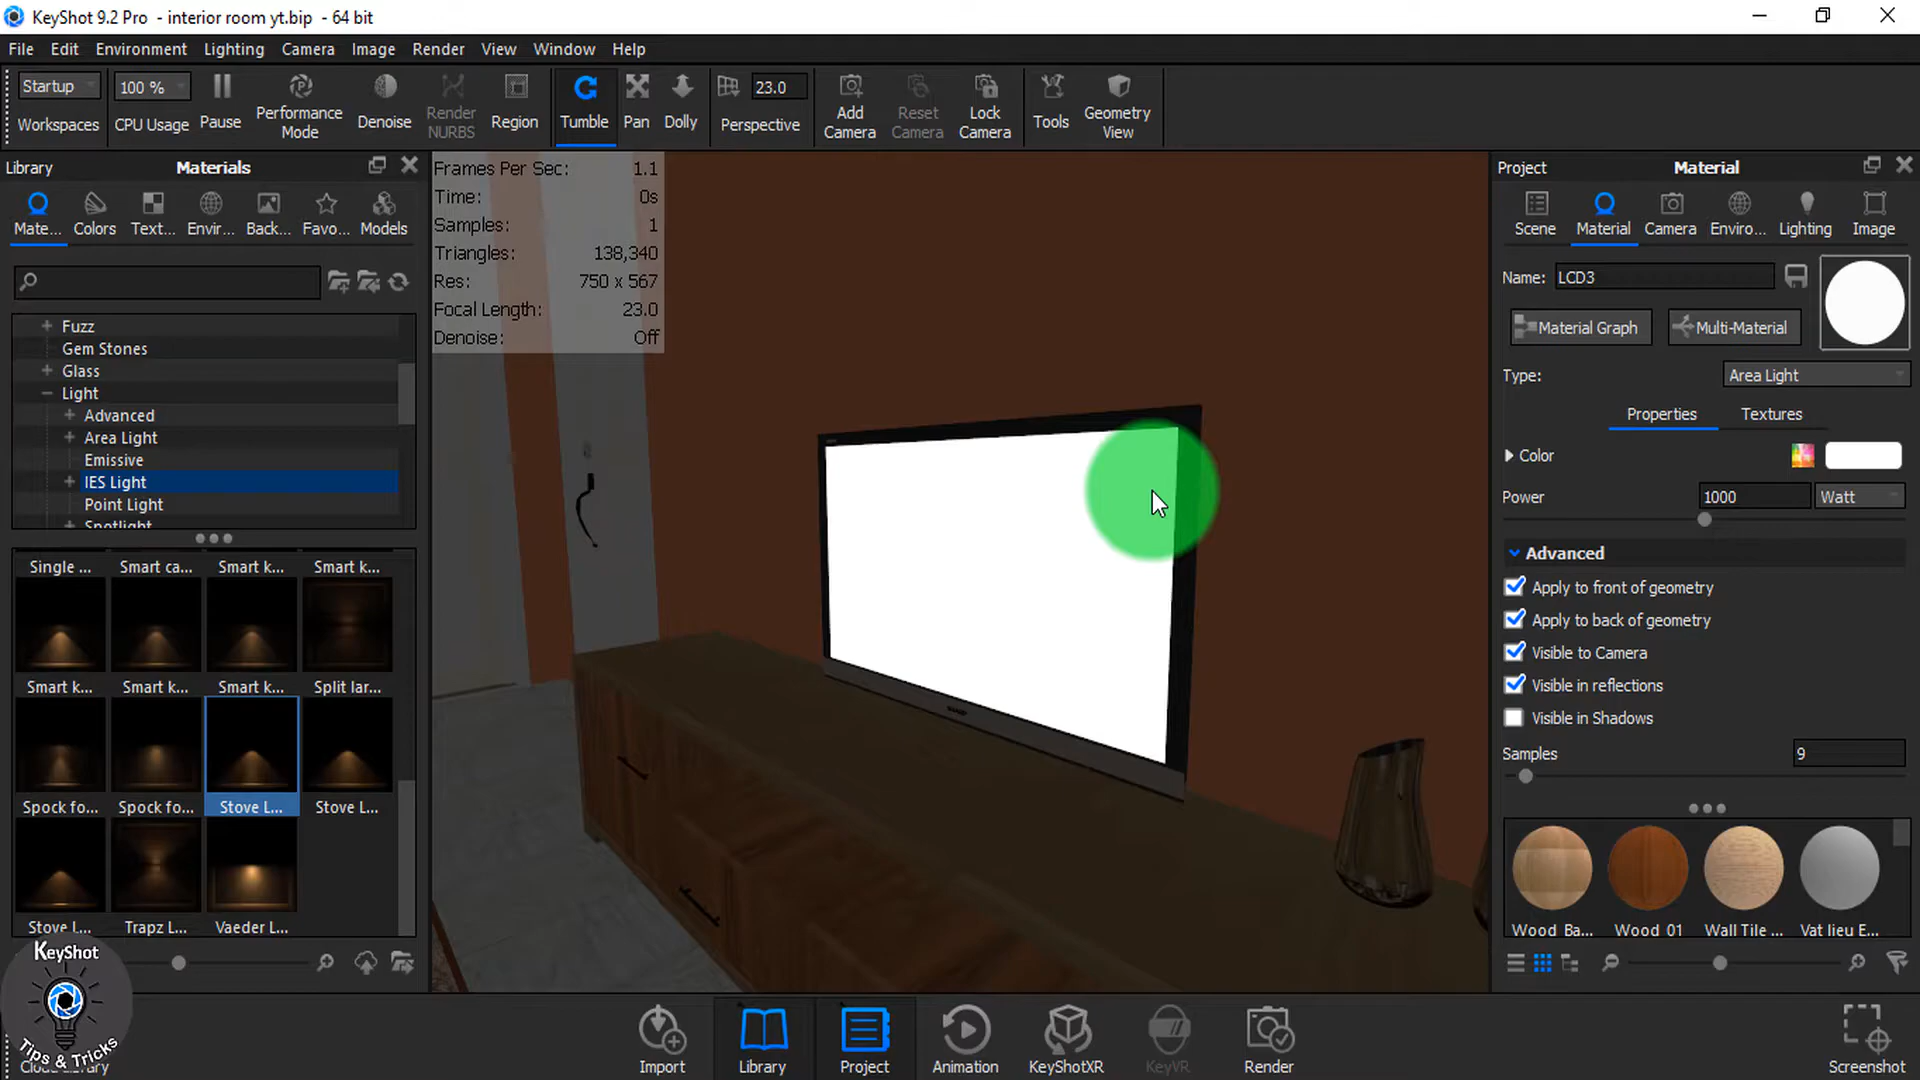 KeyShot 9.2 Pro - interior room yt.bip - 64 bit
File Edit Environment Lighting Camera Image Render View Window Help
Startup 100 % 23.0
Workspaces CPU Usage Pause Performance Mode Denoise Render NURBS Region Tumble Pan Dolly Perspective Add Camera Reset Camera Lock Camera Tools Geometry View
Library Materials
Mate... Colors Text... Envir... Back... Favo... Models
Fuzz
Gem Stones
Glass
Light
Advanced
Area Light
Emissive
IES Light
Point Light
Spotlight
Single ... Smart ca... Smart k... Smart k...
Smart k... Smart k... Smart k... Split lar...
Spock fo... Spock fo... Stove L... Stove L...
Stove L... Trapz L... Vaeder L...
KeyShot
Tips & Tricks
Cloud Library
Frames Per Sec: 1.1
Time: 0s
Samples: 1
Triangles: 138,340
Res: 750 x 567
Focal Length: 23.0
Denoise: Off
Project Material
Scene Material Camera Enviro... Lighting Image
Name: LCD3
Material Graph Multi-Material
Type: Area Light
Properties Textures
Color
Power 1000 Watt
Advanced
Apply to front of geometry
Apply to back of geometry
Visible to Camera
Visible in reflections
Visible in Shadows
Samples 9
Wood Ba... Wood 01 Wall Tile ... Vat lieu E...
Import Library Project Animation KeyShotXR KeyVR Render Screenshot